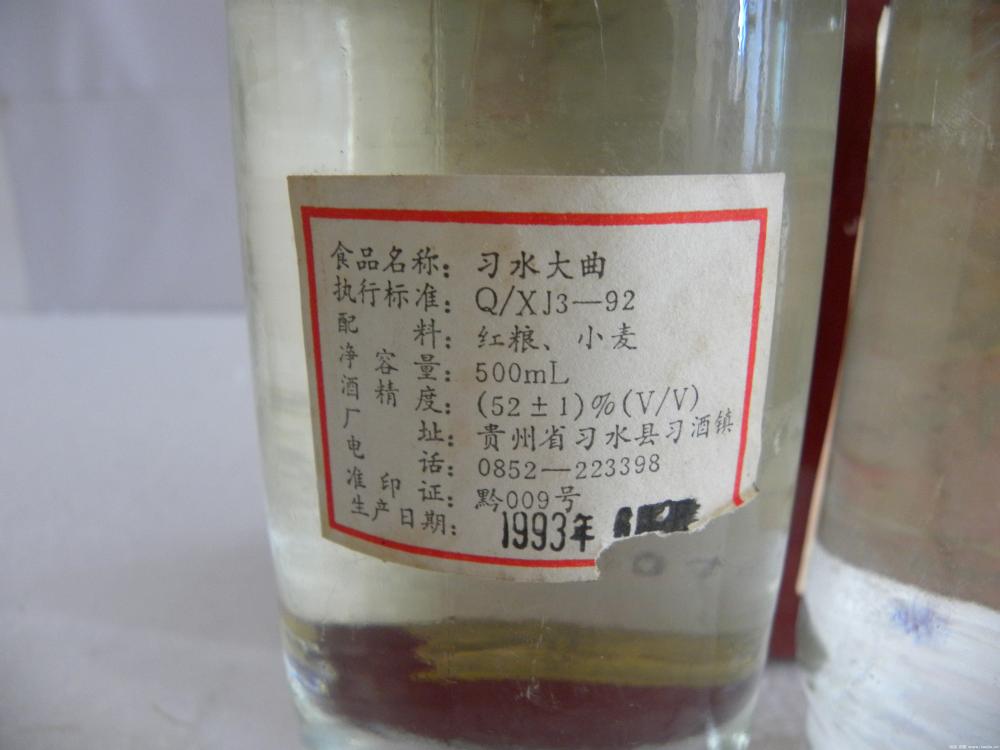 食品名称：习水大曲
执行标准：Q/XJ3—92
配料：红粮、小麦
净容量：500mL
酒精度：(52±1)%(V/V)
厂址：贵州省习水县习酒镇
电话：0852—223398
准印证：黔009号
生产日期：1993年